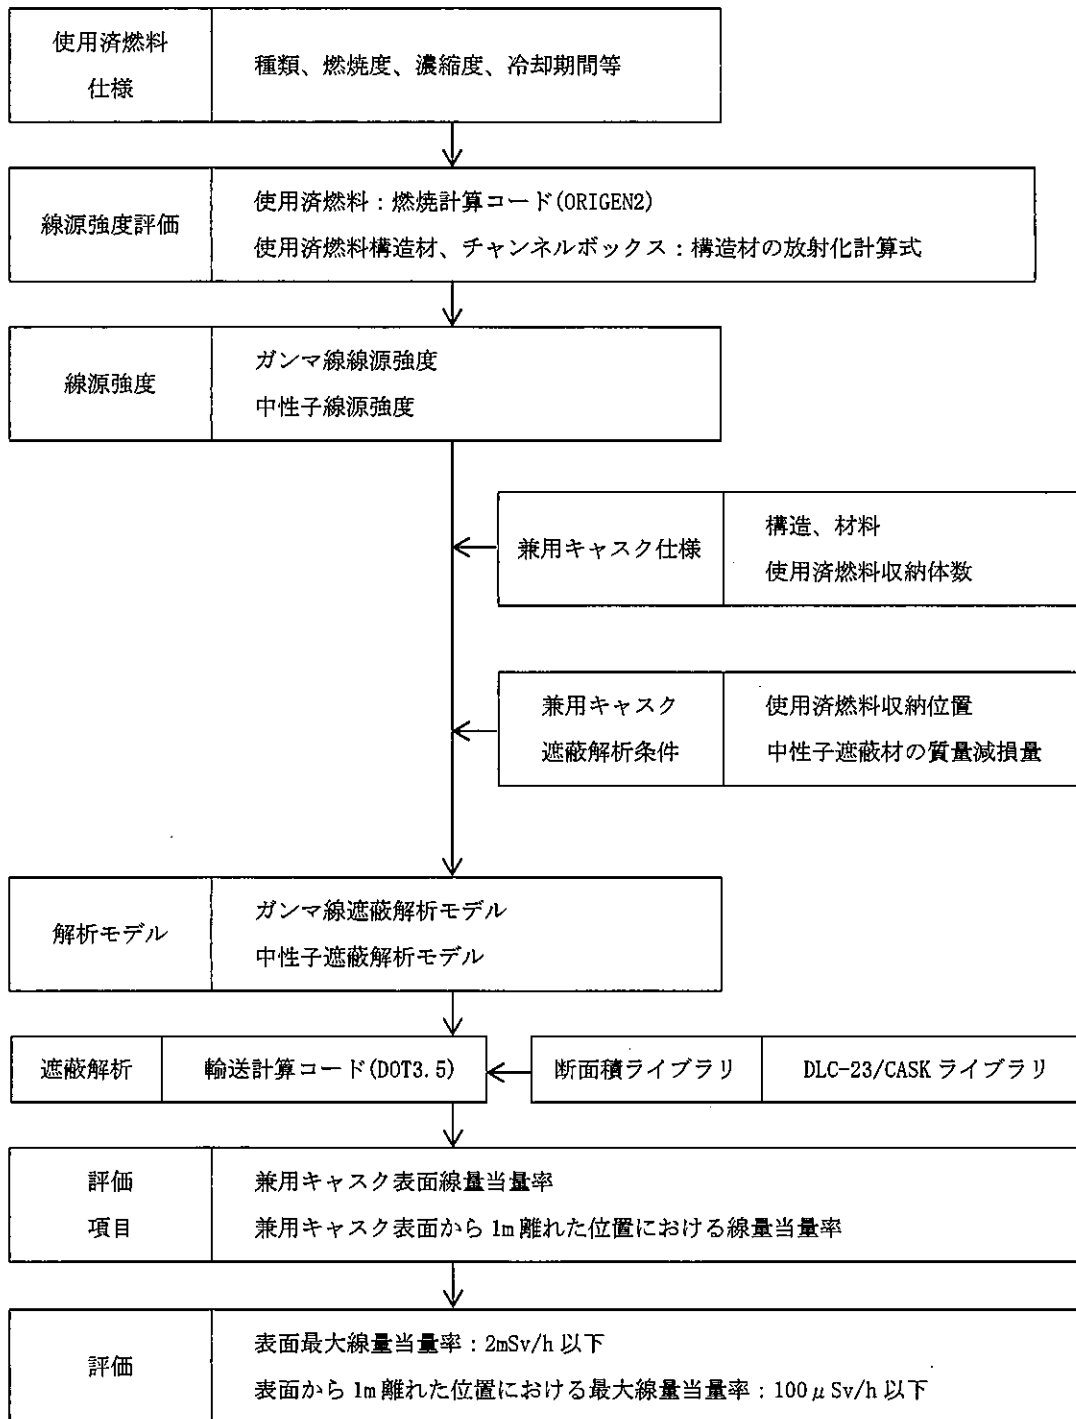 使用済燃料
仕様
種類、燃焼度、濃縮度、冷却期間等
線源強度評価
使用済燃料：燃焼計算コード(ORIGEN2)
使用済燃料構造材、チャンネルボックス：構造材の放射化計算式
線源強度
ガンマ線線源強度
中性子線源強度
兼用キャスク仕様
構造、材料
使用済燃料収納体数
兼用キャスク
遮蔽解析条件
使用済燃料収納位置
中性子遮蔽材の質量減損量
解析モデル
ガンマ線遮蔽解析モデル
中性子遮蔽解析モデル
遮蔽解析
輸送計算コード(DOT3.5)
断面積ライブラリ
DLC-23/CASK ライブラリ
評価
項目
兼用キャスク表面線量当量率
兼用キャスク表面から 1m 離れた位置における線量当量率
評価
表面最大線量当量率：2mSv/h 以下
表面から 1m 離れた位置における最大線量当量率：100μSv/h 以下